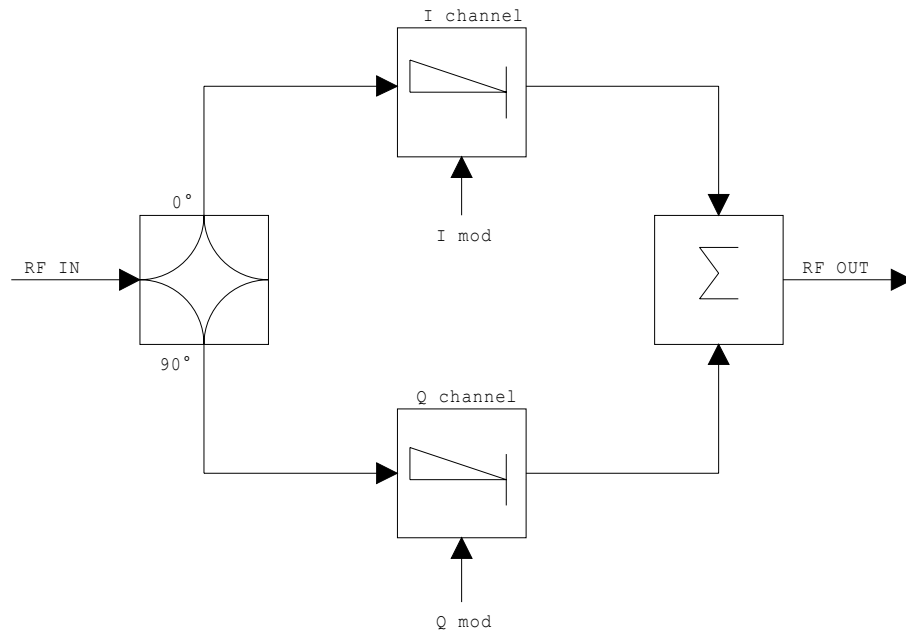 I channel
I mod
0°
RF IN
Σ
RF OUT
90°
Q channel
Q mod